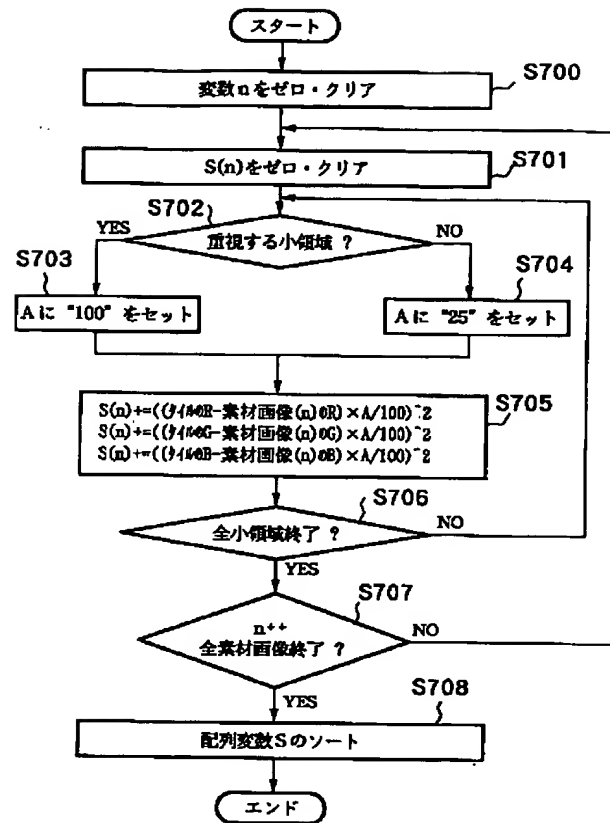 スタート
変数nをゼロ・クリア
S700
S(n)をゼロ・クリア
S701
S702
重視する小領域 ?
YES
NO
S703
Aに "100" をセット
S704
Aに "25" をセット
S(n)+=((タイルのR-素材画像(n)のR)×A/100)^2
S(n)+=((タイルのG-素材画像(n)のG)×A/100)^2
S(n)+=((タイルのB-素材画像(n)のB)×A/100)^2
S705
S706
全小領域終了 ?
NO
YES
S707
n++
全素材画像終了 ?
NO
YES
S708
配列変数Sのソート
エンド